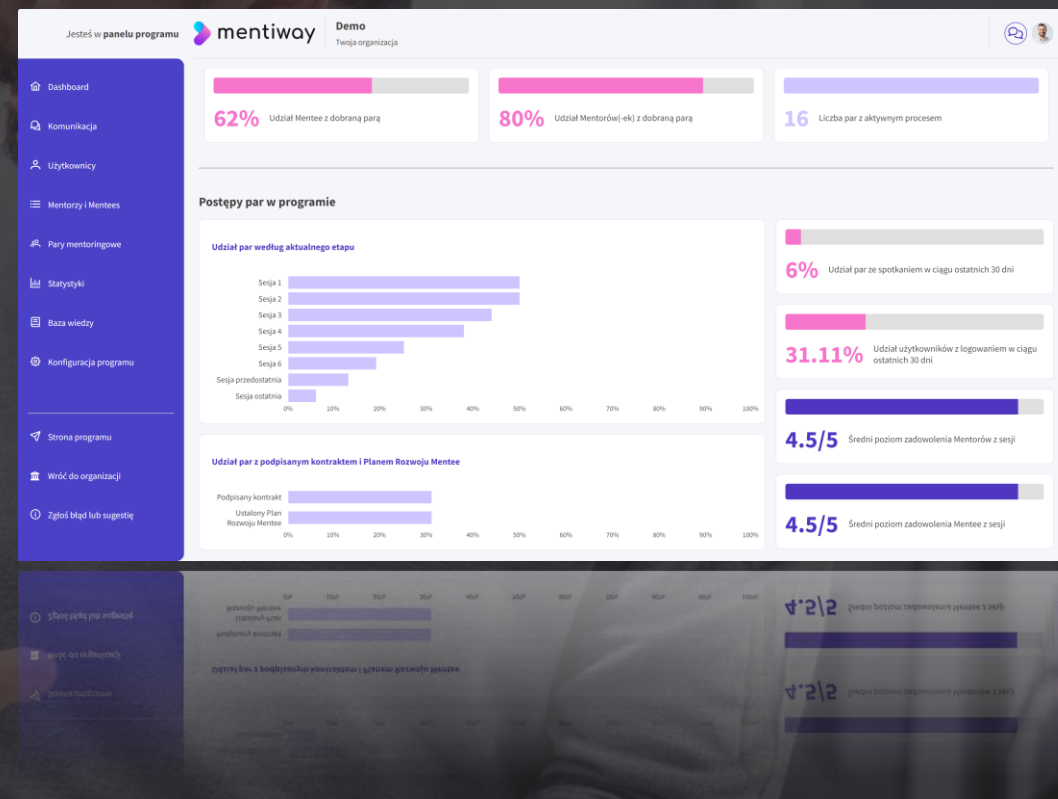 Jesteś w panelu programu
mentiway
Demo
Twoja organizacja
Dashboard
Komunikacja
Użytkownicy
Mentorzy i Mentees
Pary mentoringowe
Statystyki
Baza wiedzy
Konfiguracja programu
Strona programu
Wróć do organizacji
Zgłoś błąd lub sugestię
62% Udział Mentee z dobraną parą
80% Udział Mentorów(-ek) z dobraną parą
16 Liczba par z aktywnym procesem
Postępy par w programie
Udział par według aktualnego etapu
Sesja 1
Sesja 2
Sesja 3
Sesja 4
Sesja 5
Sesja 6
Sesja przedostatnia
Sesja ostatnia
0% 10% 20% 30% 40% 50% 60% 70% 80% 90% 100%
Udział par z podpisanym kontraktem i Planem Rozwoju Mentee
Podpisany kontrakt
Ustalony Plan
Rozwoju Mentee
0% 10% 20% 30% 40% 50% 60% 70% 80% 90% 100%
6% Udział par ze spotkaniem w ciągu ostatnich 30 dni
31.11% Udział użytkowników z logowaniem w ciągu
ostatnich 30 dni
4.5/5 Średni poziom zadowolenia Mentorów z sesji
4.5/5 Średni poziom zadowolenia Mentee z sesji